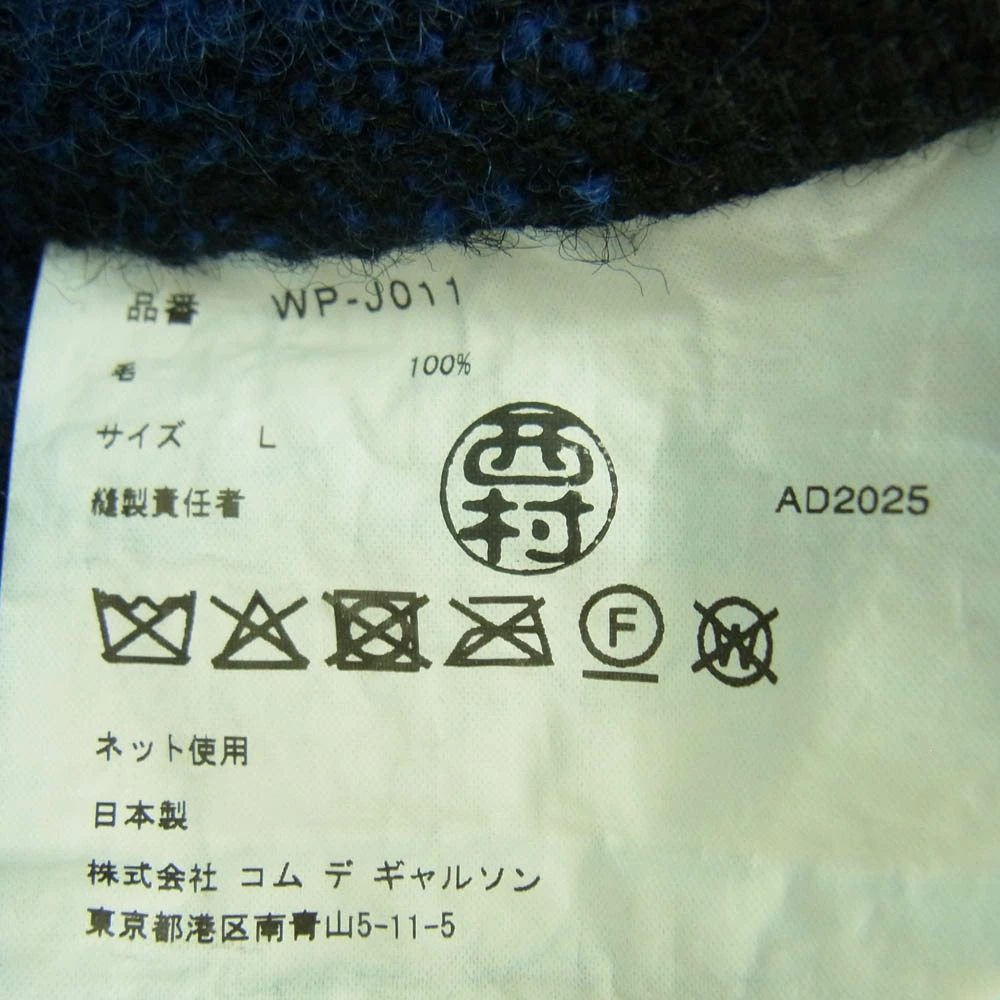 品番 WP-J011
毛 100%
サイズ L
縫製責任者 西村 AD2025
F W
ネット使用
日本製
株式会社 コム デ ギャルソン
東京都港区南青山5-11-5